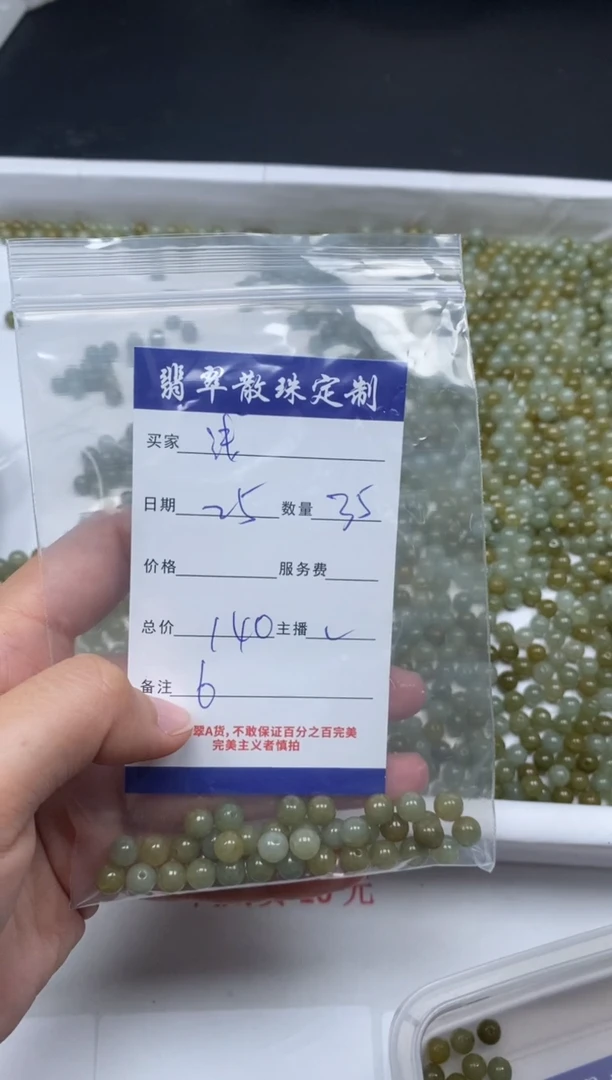 翡翠散珠定制
买家
日期 25 数量 35
价格 服务费
总价 140 主播
备注 6
翠A货,不敢保证百分之百完美
完美主义者慎拍
元